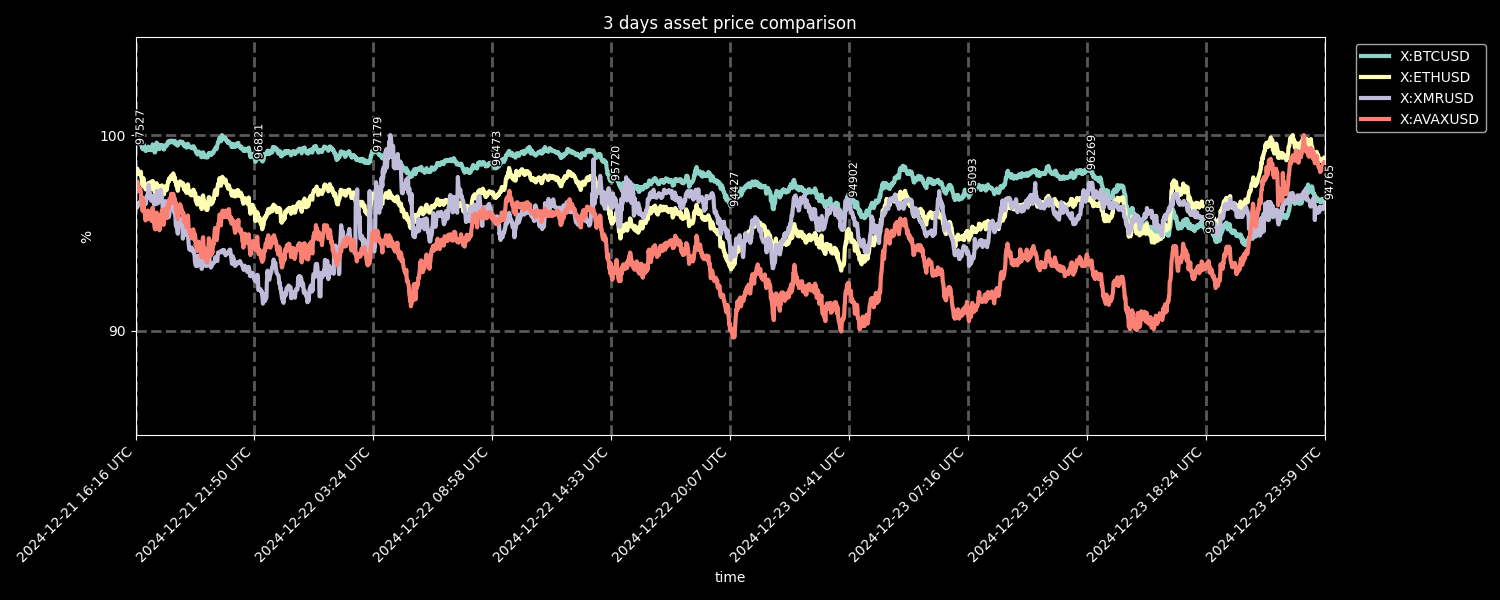 3 days asset price comparison
X:BTCUSD
X:ETHUSD
X:XMRUSD
X:AVAXUSD
%
100
90
97527
96821
97179
96473
95720
94427
94902
95093
96269
93083
94765
2024-12-21 16:16 UTC
2024-12-21 21:50 UTC
2024-12-22 03:24 UTC
2024-12-22 08:58 UTC
2024-12-22 14:33 UTC
2024-12-22 20:07 UTC
2024-12-23 01:41 UTC
2024-12-23 07:16 UTC
2024-12-23 12:50 UTC
2024-12-23 18:24 UTC
2024-12-23 23:59 UTC
time